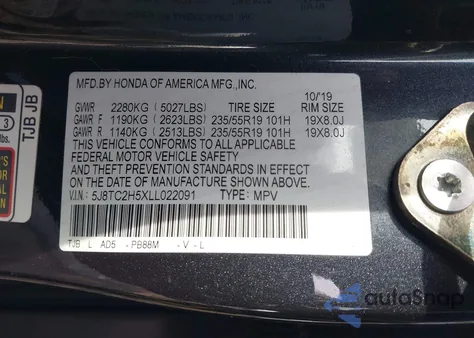 MFD.BY HONDA OF AMERICA MFG.,INC. 10/'19
GVWR 2280KG (5027LBS) TIRE SIZE RIM SIZE
GAWR F 1190KG (2623LBS) 235/55R19 101H 19X8.0J
GAWR R 1140KG (2513LBS) 235/55R19 101H 19X8.0J
THIS VEHICLE CONFORMS TO ALL APPLICABLE
FEDERAL MOTOR VEHICLE SAFETY
AND THEFT PREVENTION STANDARDS IN EFFECT ON
THE DATE OF MANUFACTURE SHOWN ABOVE.
V.I.N.: 5J8TC2H5XLL022091 TYPE: MPV
TJB L AD5 - PB88M -V-L
TJB JB
3
lbs.
autoSnap